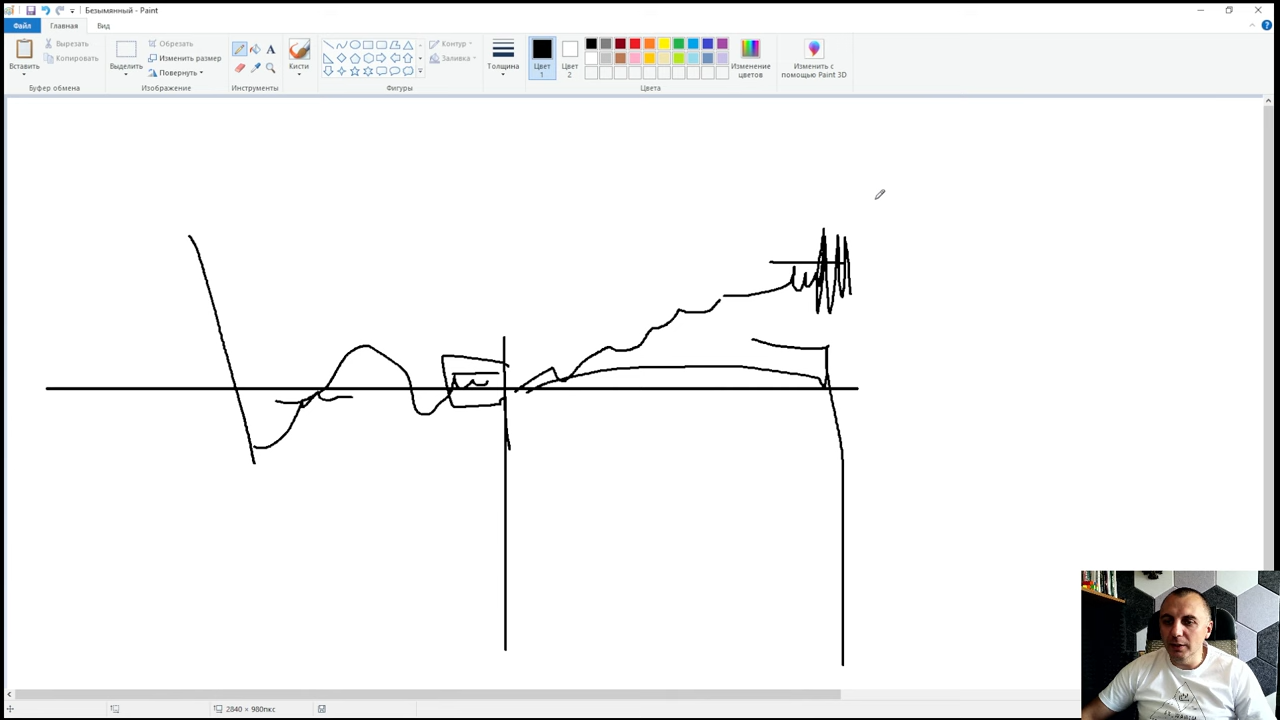 Безымянный - Paint
Файл
Главная
Вид
Вставить
Вырезать
Копировать
Буфер обмена
Выделить
Обрезать
Изменить размер
Повернуть
Изображение
Инструменты
Кисти
Контур
Заливка
Фигуры
Толщина
Цвет
1
Цвет
2
Изменение
цветов
Цвета
Изменить с
помощью Paint 3D
2840 × 980пкс